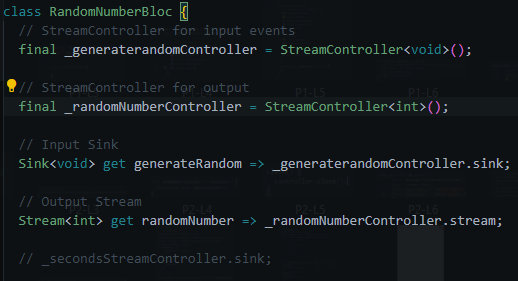 class RandomNumberBloc {
// StreamController for input events
final _generaterandomController = StreamController<void>();
// StreamController for output
final _randomNumberController = StreamController<int>();
// Input Sink
Sink<void> get generateRandom => _generaterandomController.sink;
// Output Stream
Stream<int> get randomNumber => _randomNumberController.stream;
// _secondsStreamController.sink;